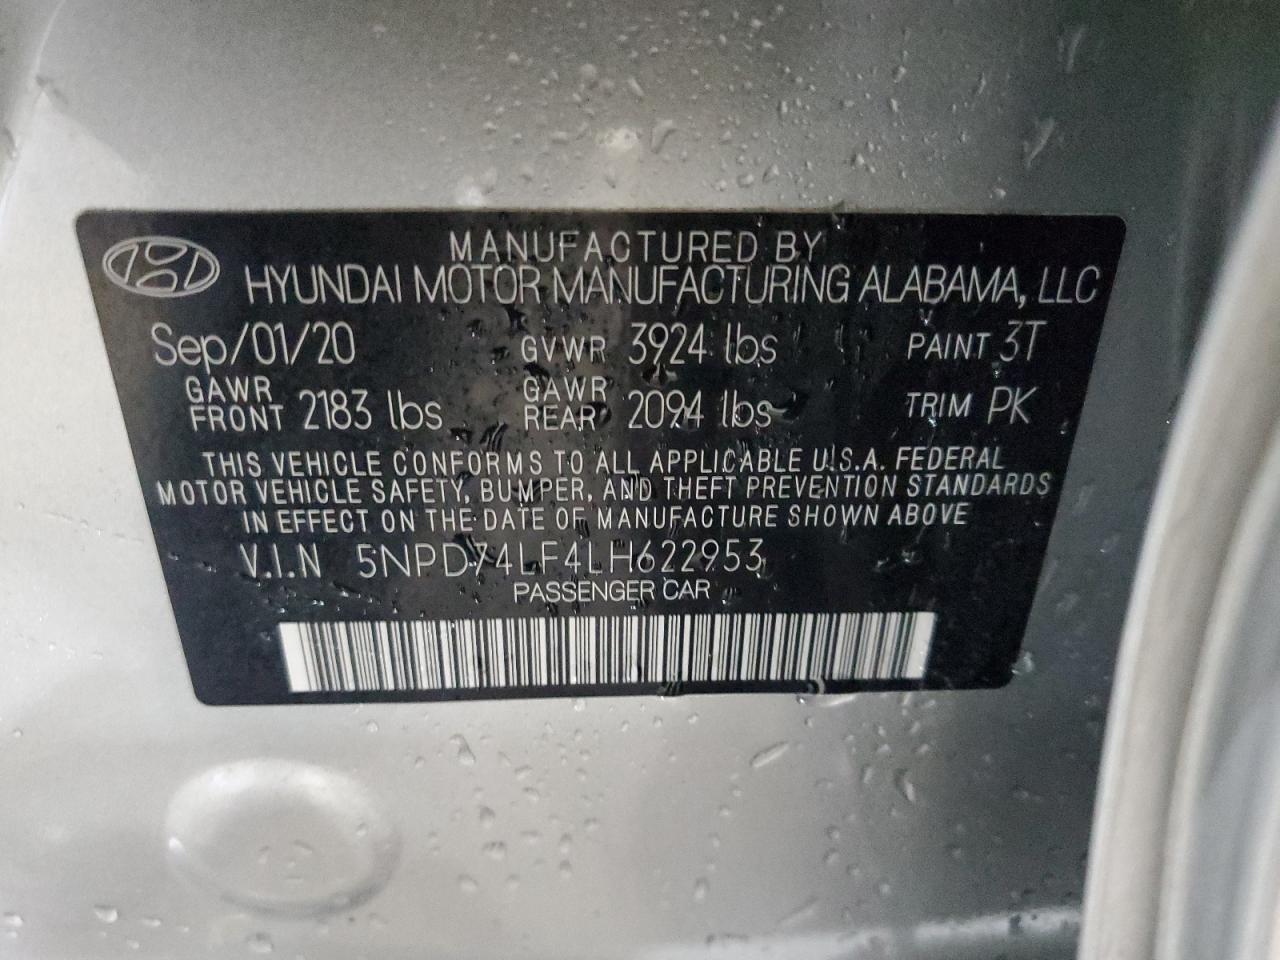 MANUFACTURED BY
HYUNDAI MOTOR MANUFACTURING ALABAMA, LLC
Sep/01/20 GVWR 3924 lbs PAINT 3T
GAWR FRONT 2183 lbs GAWR REAR 2094 lbs TRIM PK
THIS VEHICLE CONFORMS TO ALL APPLICABLE U.S.A. FEDERAL
MOTOR VEHICLE SAFETY, BUMPER, AND THEFT PREVENTION STANDARDS
IN EFFECT ON THE DATE OF MANUFACTURE SHOWN ABOVE
V.I.N 5NPD74LF4LH622953
PASSENGER CAR